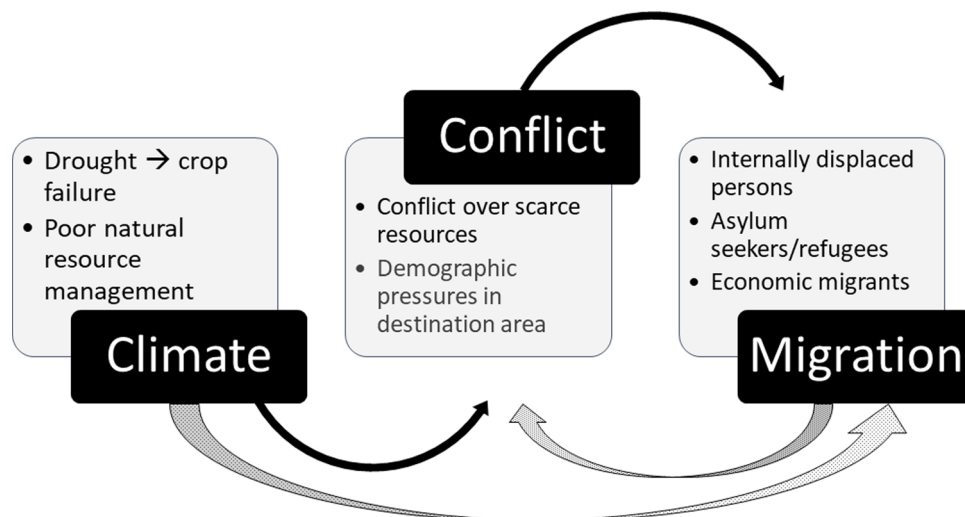 • Drought → crop
failure
• Poor natural
resource
management
Climate
Conflict
• Conflict over scarce
resources
• Demographic
pressures in
destination area
• Internally displaced
persons
• Asylum
seekers/refugees
• Economic migrants
Migration